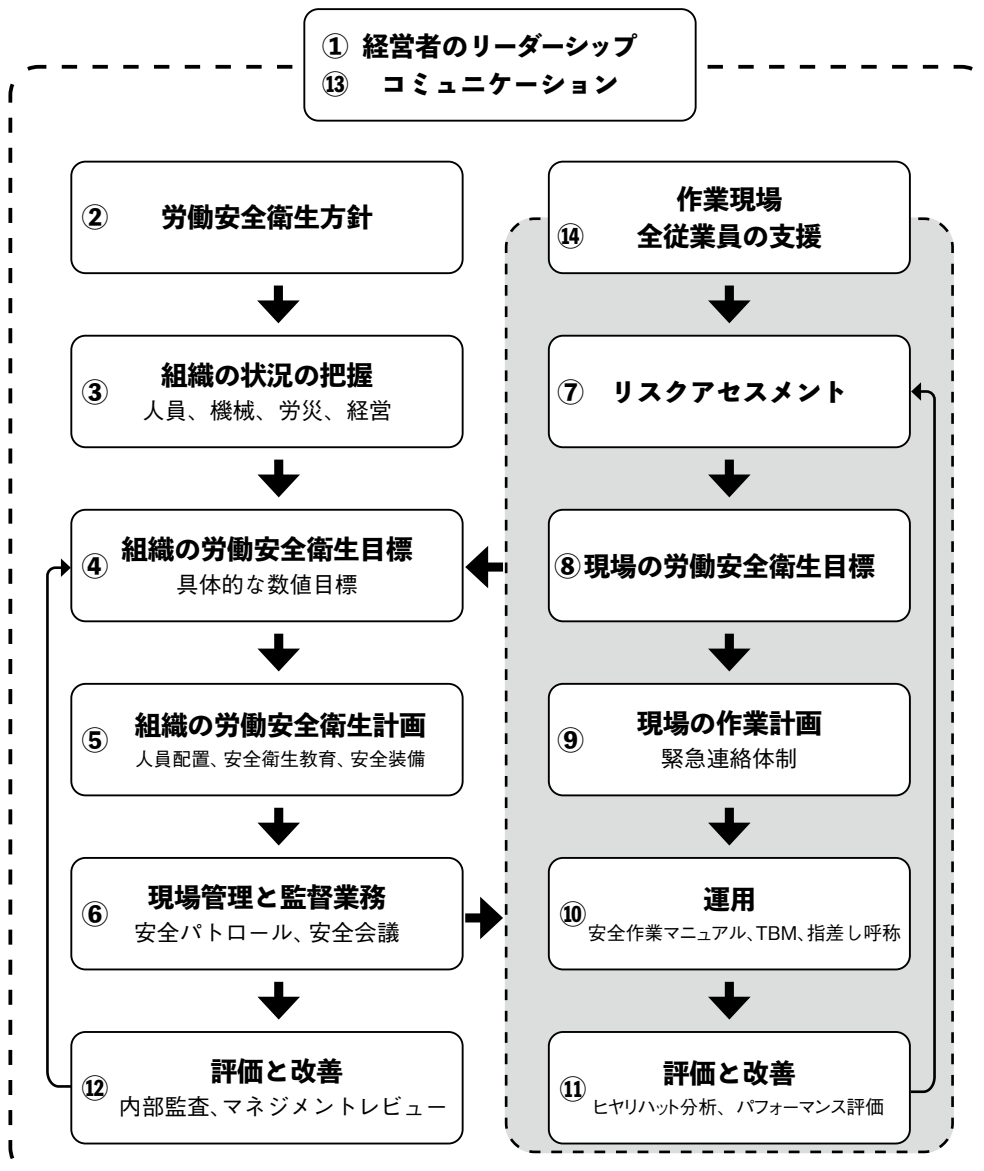 ① 経営者のリーダーシップ
⑬ コミュニケーション
② 労働安全衛生方針
③ 組織の状況の把握
人員、機械、労災、経営
④ 組織の労働安全衛生目標
具体的な数値目標
⑤ 組織の労働安全衛生計画
人員配置、安全衛生教育、安全装備
⑥ 現場管理と監督業務
安全パトロール、安全会議
⑫ 評価と改善
内部監査、マネジメントレビュー
作業現場
⑭ 全従業員の支援
⑦ リスクアセスメント
⑧ 現場の労働安全衛生目標
⑨ 現場の作業計画
緊急連絡体制
⑩ 運用
安全作業マニュアル、TBM、指差し呼称
⑪ 評価と改善
ヒヤリハット分析、パフォーマンス評価